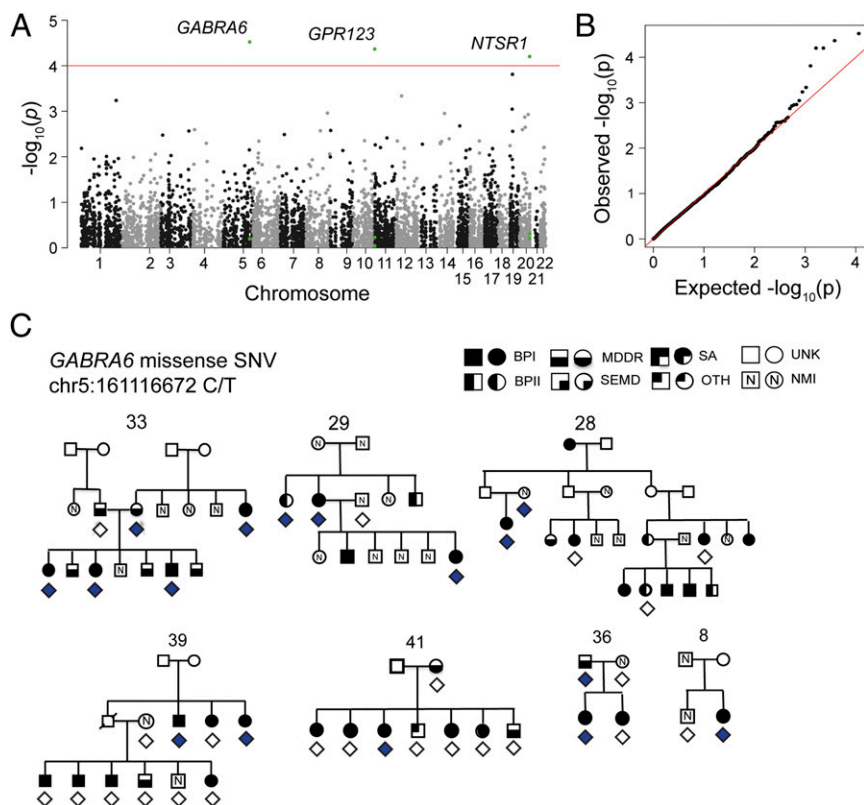 A
B
GABRA6
GPR123
NTSR1
5
4
3
2
1
0
-log10(p)
1 2 3 4 5 6 7 8 9 10 11 12 13 14 15 16 17 18 19 20 21 22
Chromosome
4
3
2
1
0
Observed -log10(p)
0 1 2 3 4
Expected -log10(p)
C
GABRA6 missense SNV
chr5:161116672 C/T
BPI MDDR SA UNK
BPII SEMD OTH NMI
33
29
28
N N
N N N N N
N N N
N
N N
N N
N N N N
39
41
36
8
N N
N
N
N